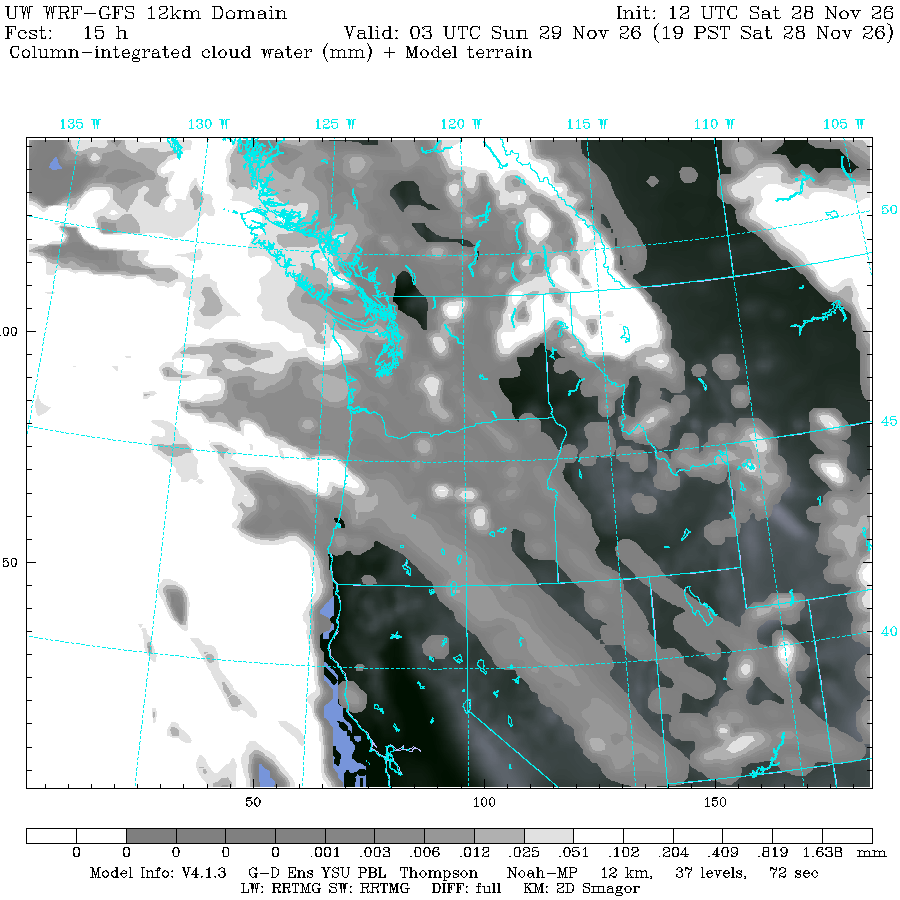 UW WRF-GFS 12km Domain Init: 12 UTC Sat 28 Nov 26
Fcst: 15 h Valid: 03 UTC Sun 29 Nov 26 (19 PST Sat 28 Nov 26)
Column-integrated cloud water (mm) + Model terrain
135 W 130 W 125 W 120 W 115 W 110 W 105 W
50
100
45
50
40
50 100 150
0 0 0 0 .001 .003 .006 .012 .025 .051 .102 .204 .409 .819 1.638 mm
Model Info: V4.1.3 G-D Ens YSU PBL Thompson Noah-MP 12 km, 37 levels, 72 sec
LW: RRTMG SW: RRTMG DIFF: full KM: 2D Smagor